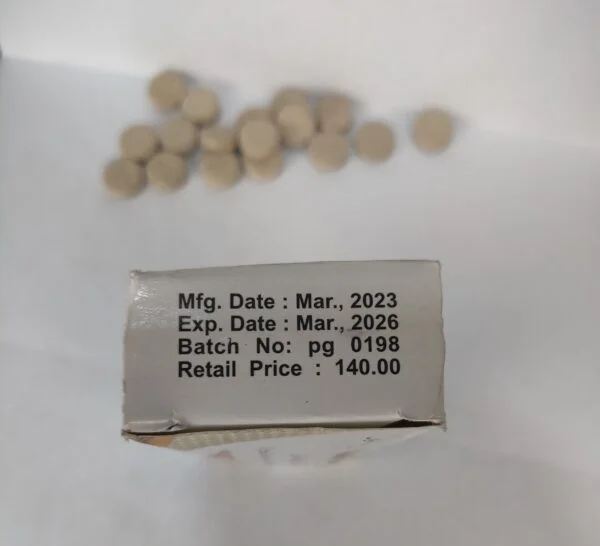 Mfg. Date : Mar., 2023
Exp. Date : Mar., 2026
Batch No: pg 0198
Retail Price : 140.00